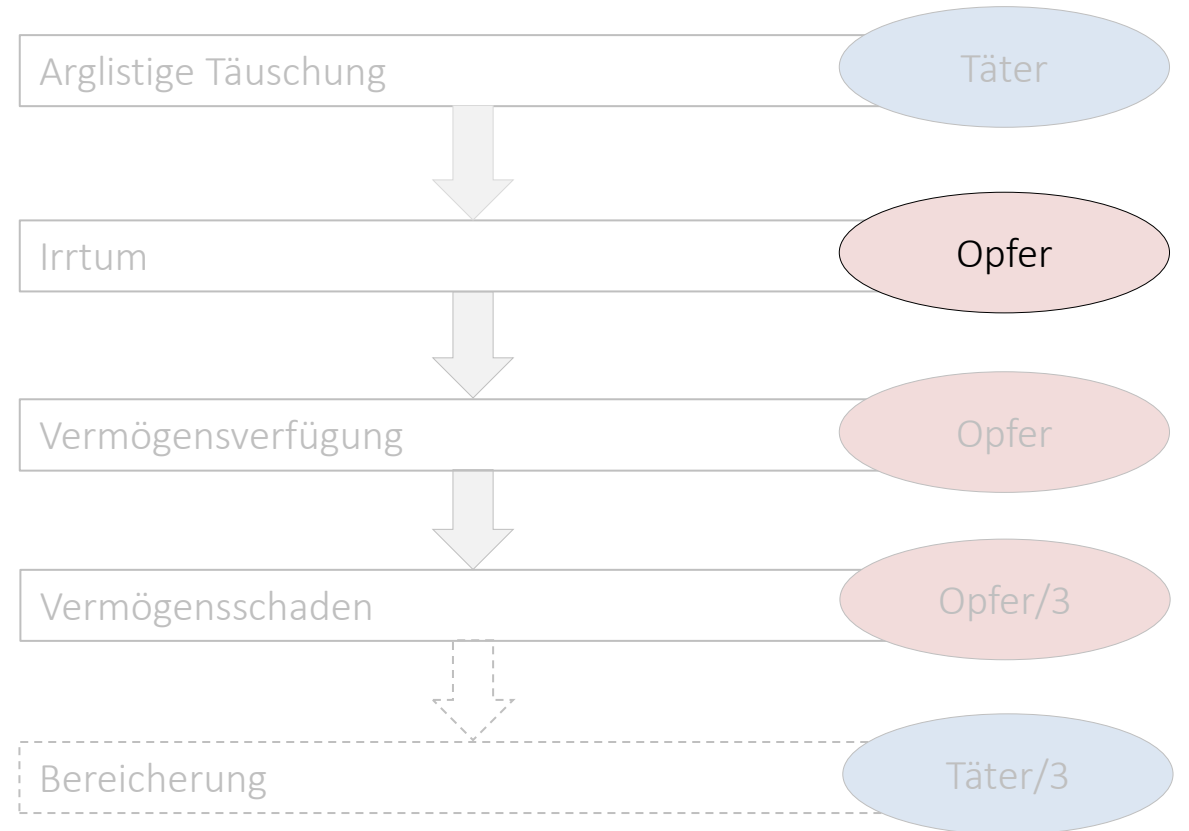 Arglistige Täuschung
Täter
Irrtum
Opfer
Vermögensverfügung
Opfer
Vermögensschaden
Opfer/3
Bereicherung
Täter/3